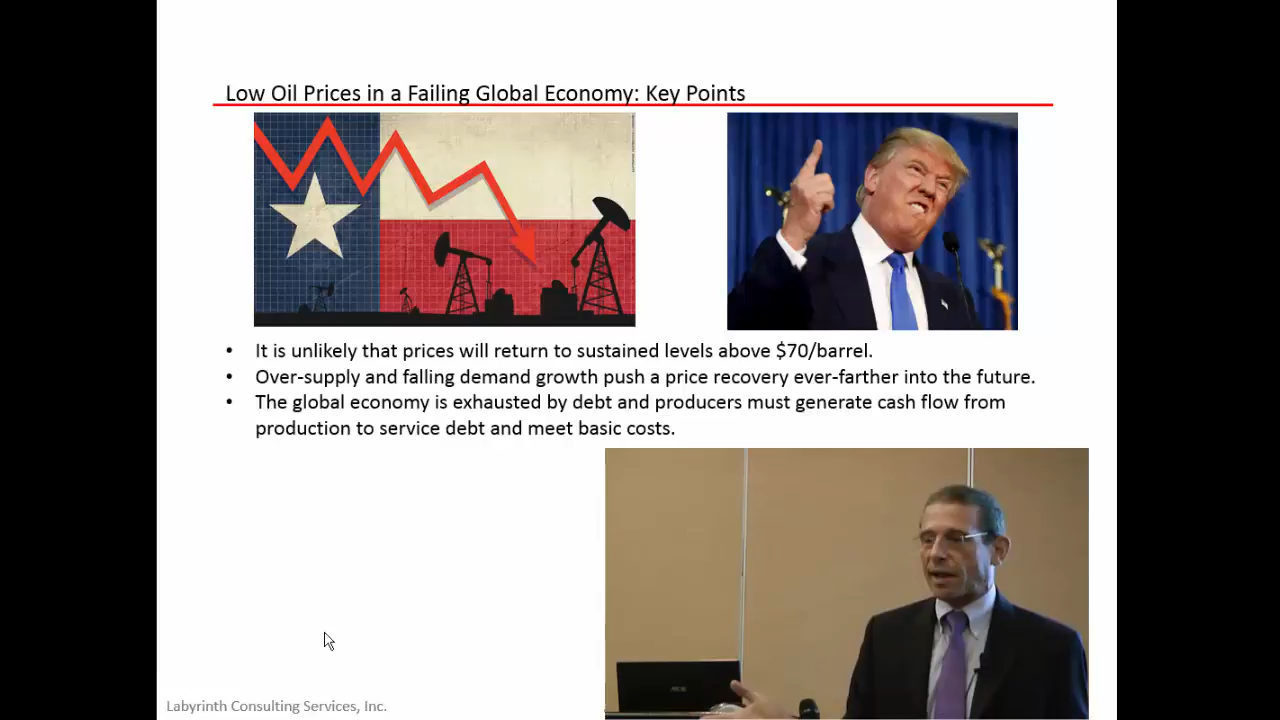 Low Oil Prices in a Failing Global Economy: Key Points
• It is unlikely that prices will return to sustained levels above $70/barrel.
• Over-supply and falling demand growth push a price recovery ever-farther into the future.
• The global economy is exhausted by debt and producers must generate cash flow from
production to service debt and meet basic costs.
Labyrinth Consulting Services, Inc.